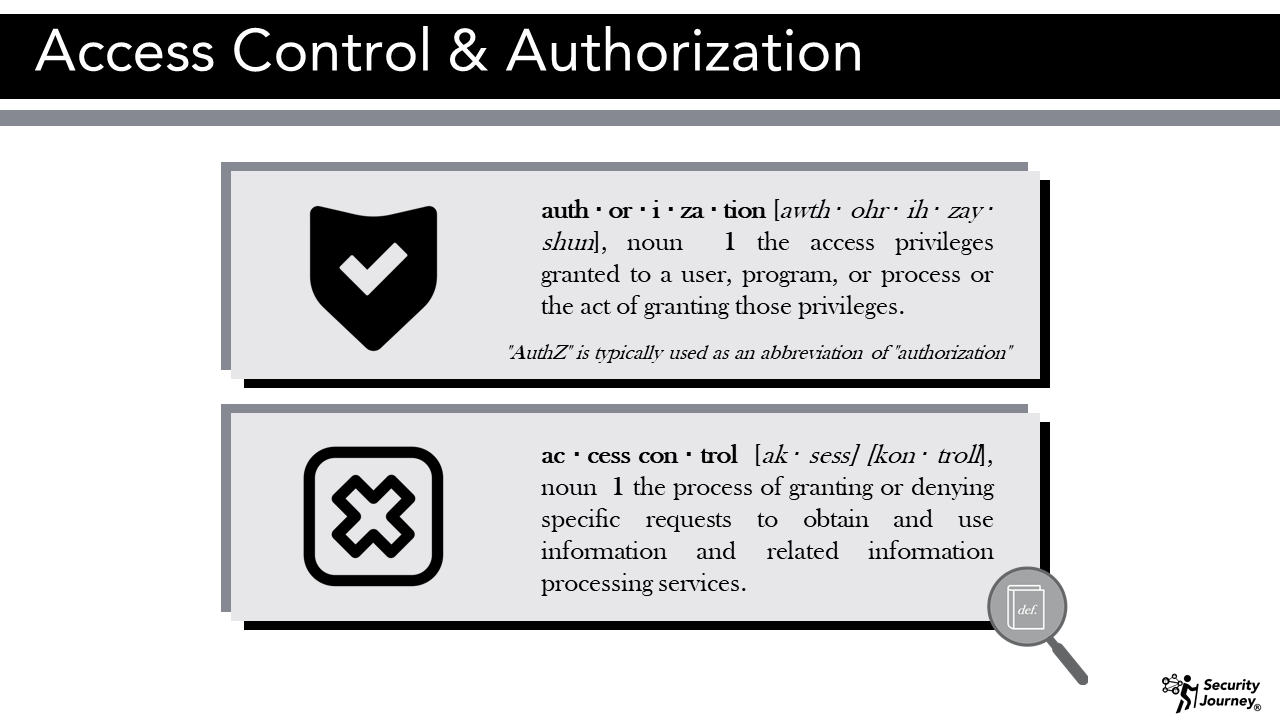 Access Control & Authorization
auth · or · i · za · tion [awth · ohr · ih · zay ·
shun], noun 1 the access privileges
granted to a user, program, or process or
the act of granting those privileges.
"AuthZ" is typically used as an abbreviation of "authorization"
ac · cess con · trol [ak · sess] [kon · troll],
noun 1 the process of granting or denying
specific requests to obtain and use
information and related information
processing services.
def.
Security
Journey®